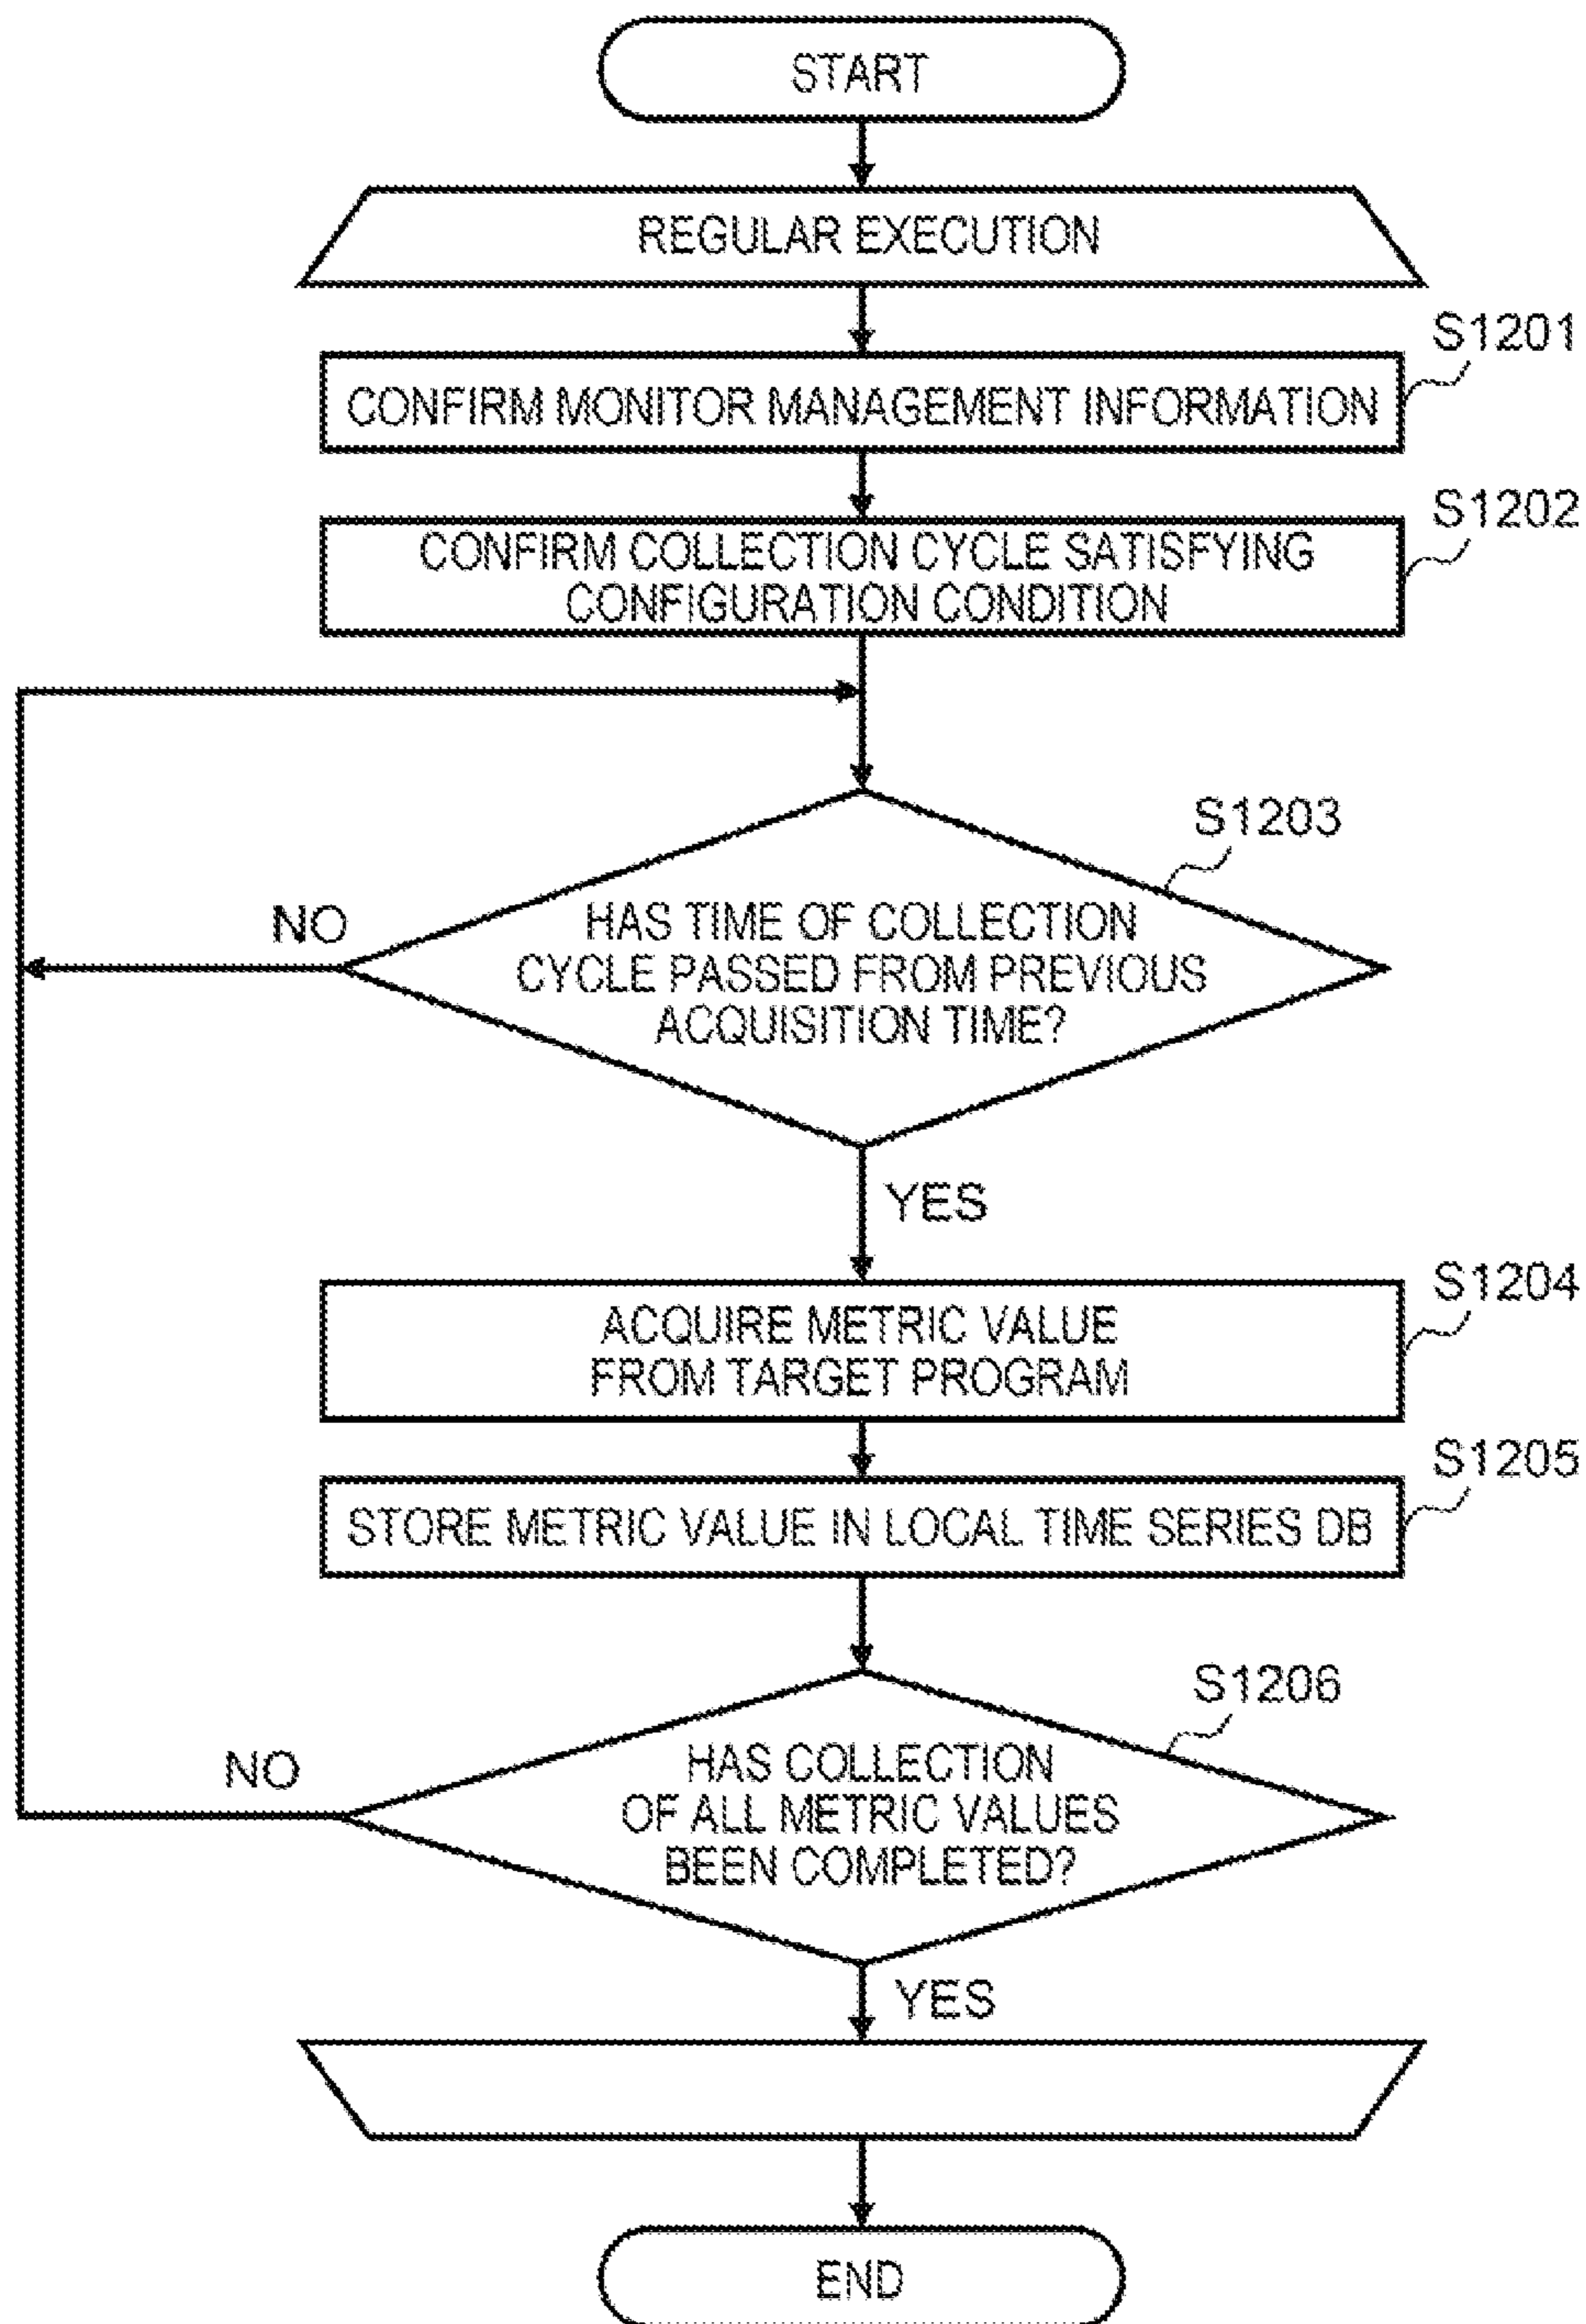 START
REGULAR EXECUTION
S1201
CONFIRM MONITOR MANAGEMENT INFORMATION
S1202
CONFIRM COLLECTION CYCLE SATISFYING
CONFIGURATION CONDITION
S1203
NO
HAS TIME OF COLLECTION
CYCLE PASSED FROM PREVIOUS
ACQUISITION TIME?
YES
S1204
ACQUIRE METRIC VALUE
FROM TARGET PROGRAM
S1205
STORE METRIC VALUE IN LOCAL TIME SERIES DB
S1206
NO
HAS COLLECTION
OF ALL METRIC VALUES
BEEN COMPLETED?
YES
END